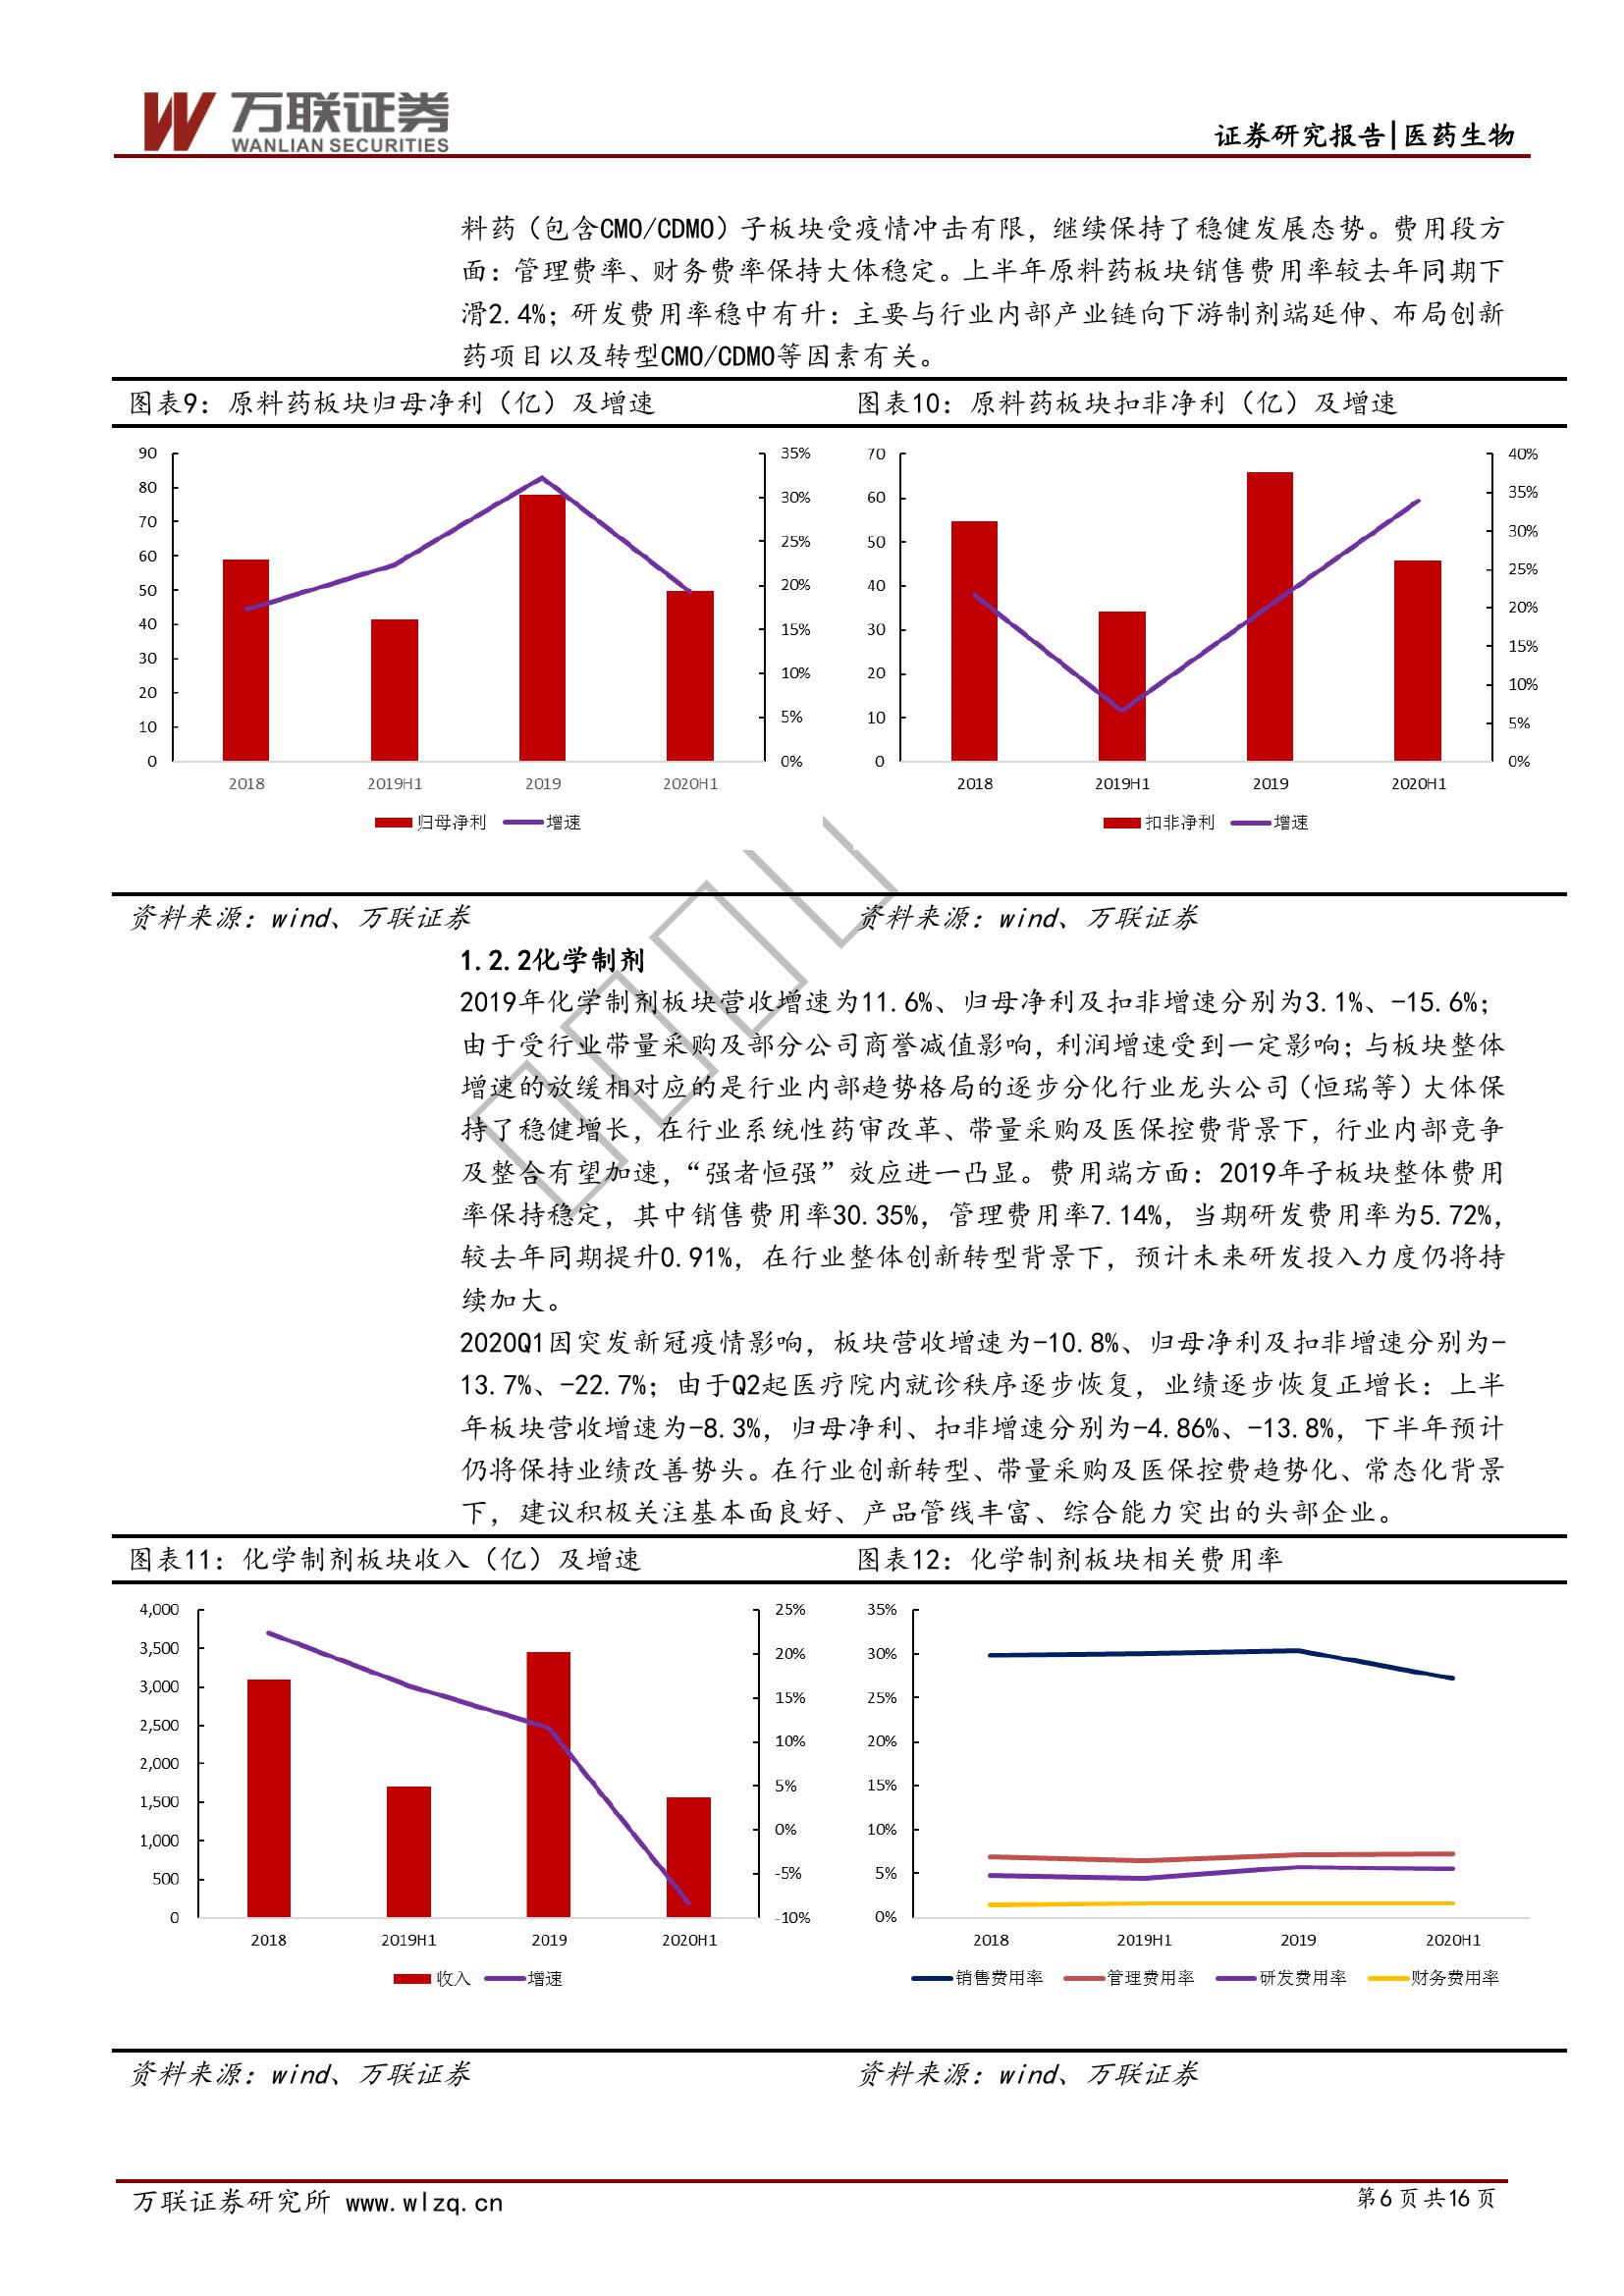 万联证券
WANLIAN SECURITIES
证券研究报告|医药生物
料药（包含CMO/CDMO）子板块受疫情冲击有限，继续保持了稳健发展态势。费用段方
面：管理费率、财务费率保持大体稳定。上半年原料药板块销售费用率较去年同期下
滑2.4%；研发费用率稳中有升：主要与行业内部产业链向下游制剂端延伸、布局创新
药项目以及转型CMO/CDMO等因素有关。
图表9：原料药板块归母净利（亿）及增速
90
80
70
60
50
40
30
20
10
0
35%
30%
25%
20%
15%
10%
5%
0%
2018 2019H1 2019 2020H1
归母净利 增速
资料来源：wind、万联证券
图表10：原料药板块扣非净利（亿）及增速
70
60
50
40
30
20
10
0
40%
35%
30%
25%
20%
15%
10%
5%
0%
2018 2019H1 2019 2020H1
扣非净利 增速
资料来源：wind、万联证券
1.2.2化学制剂
2019年化学制剂板块营收增速为11.6%、归母净利及扣非增速分别为3.1%、-15.6%；
由于受行业带量采购及部分公司商誉减值影响，利润增速受到一定影响；与板块整体
增速的放缓相对应的是行业内部趋势格局的逐步分化行业龙头公司（恒瑞等）大体保
持了稳健增长，在行业系统性药审改革、带量采购及医保控费背景下，行业内部竞争
及整合有望加速，“强者恒强”效应进一凸显。费用端方面：2019年子板块整体费用
率保持稳定，其中销售费用率30.35%，管理费用率7.14%，当期研发费用率为5.72%，
较去年同期提升0.91%，在行业整体创新转型背景下，预计未来研发投入力度仍将持
续加大。
2020Q1因突发新冠疫情影响，板块营收增速为-10.8%、归母净利及扣非增速分别为-
13.7%、-22.7%；由于Q2起医疗院内就诊秩序逐步恢复，业绩逐步恢复正增长：上半
年板块营收增速为-8.3%，归母净利、扣非增速分别为-4.86%、-13.8%，下半年预计
仍将保持业绩改善势头。在行业创新转型、带量采购及医保控费趋势化、常态化背景
下，建议积极关注基本面良好、产品管线丰富、综合能力突出的头部企业。
图表11：化学制剂板块收入（亿）及增速
4,000
3,500
3,000
2,500
2,000
1,500
1,000
500
0
25%
20%
15%
10%
5%
0%
-5%
-10%
2018 2019H1 2019 2020H1
收入 增速
资料来源：wind、万联证券
图表12：化学制剂板块相关费用率
35%
30%
25%
20%
15%
10%
5%
0%
2018 2019H1 2019 2020H1
销售费用率 管理费用率 研发费用率 财务费用率
资料来源：wind、万联证券
万联证券研究所 www.wlzq.cn
第6页共16页